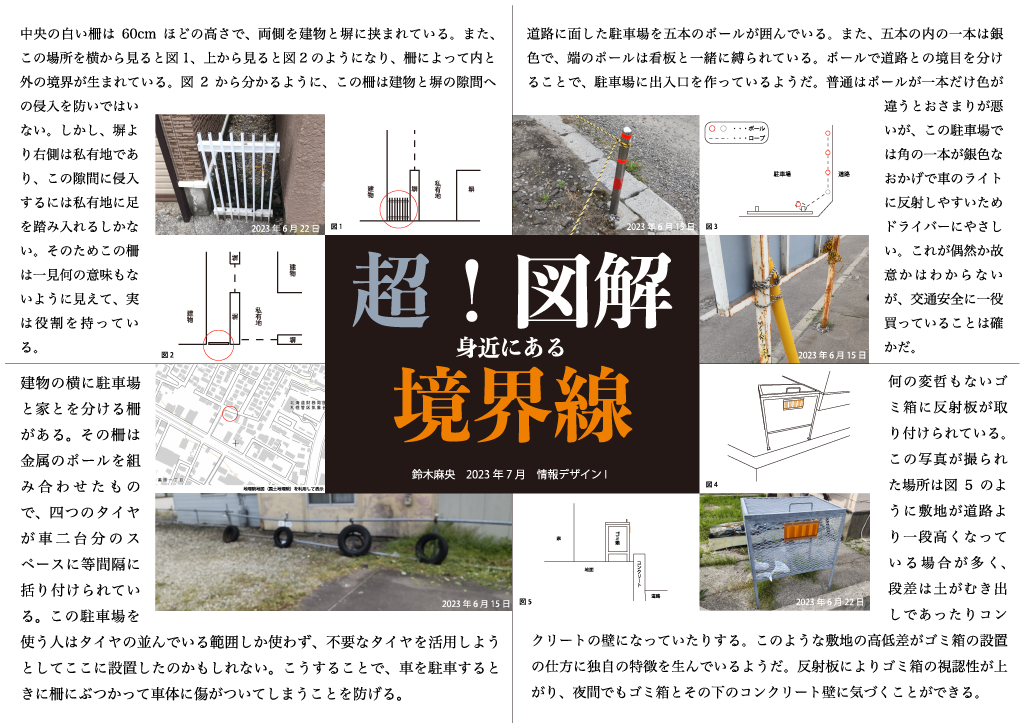 中央の白い柵は 60cm ほどの高さで、両側を建物と塀に挟まれている。また、
この場所を横から見ると図1、上から見ると図2のようになり、柵によって内と
外の境界が生まれている。図 2 から分かるように、この柵は建物と塀の隙間へ
の侵入を防いではい
ない。しかし、塀よ
り右側は私有地であ
り、この隙間に侵入
するには私有地に足
を踏み入れるしかな
い。そのためこの柵
は一見何の意味もな
いように見えて、実
は役割を持ってい
る。
2023 年 6 月 22 日
建物
塀
私有地
塀
図 1
建物
塀
塀
私有地
建物
塀
図 2
道路に面した駐車場を五本のポールが囲んでいる。また、五本の内の一本は銀
色で、端のポールは看板と一緒に縛られている。ポールで道路との境目を分け
ることで、駐車場に出入口を作っているようだ。普通はポールが一本だけ色が
違うとおさまりが悪
いが、この駐車場で
は角の一本が銀色な
おかげで車のライト
に反射しやすいため
ドライバーにやさし
い。これが偶然か故
意かはわからない
が、交通安全に一役
買っていることは確
かだ。
2023 年 6 月 15 日
・・・ポール
・・・ロープ
駐車場
道路
図 3
2023 年 6 月 15 日
超！図解
身近にある
境界線
鈴木麻央　2023 年 7 月　情報デザインⅠ
建物の横に駐車場
と家とを分ける柵
がある。その柵は
金属のポールを組
み合わせたもの
で、四つのタイヤ
が車二台分のス
ペースに等間隔に
括り付けられてい
る。この駐車場を
使う人はタイヤの並んでいる範囲しか使わず、不要なタイヤを活用しよう
としてここに設置したのかもしれない。こうすることで、車を駐車すると
きに柵にぶつかって車体に傷がついてしまうことを防げる。
地理院地図（国土地理院）を利用して表示
2023 年 6 月 15 日
何の変哲もないゴ
ミ箱に反射板が取
り付けられている。
この写真が撮られ
た場所は図 5 のよ
うに敷地が道路よ
り一段高くなって
いる場合が多く、
段差は土がむき出
しであったりコン
クリートの壁になっていたりする。このような敷地の高低差がゴミ箱の設置
の仕方に独自の特徴を生んでいるようだ。反射板によりゴミ箱の視認性が上
がり、夜間でもゴミ箱とその下のコンクリート壁に気づくことができる。
図 4
ゴミ箱
地面
コンクリート
道路
図 5
2023 年 6 月 22 日